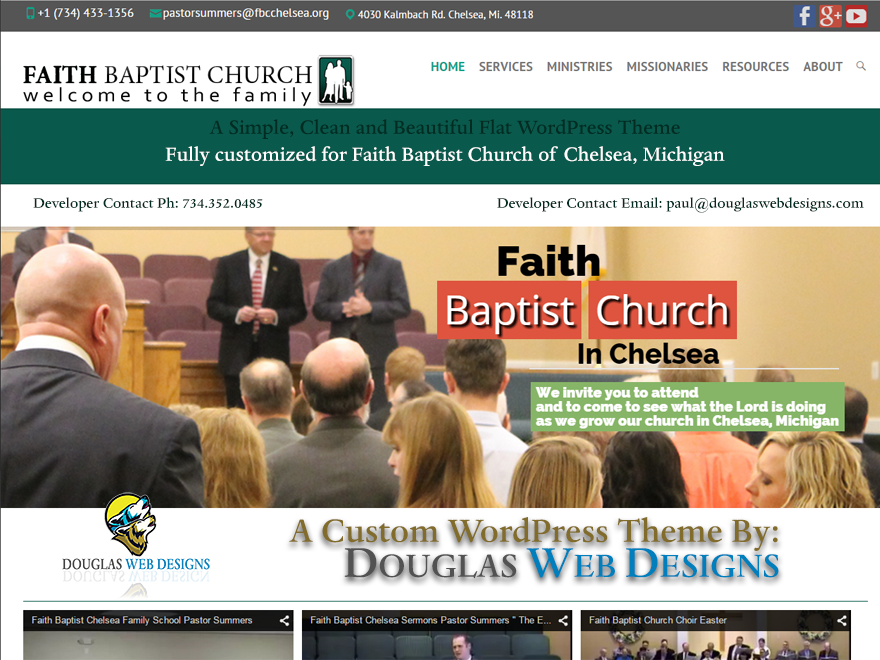 +1 (734) 433-1356 pastorsummers@fbcchelsea.org 4030 Kalmbach Rd. Chelsea, Mi. 48118
FAITH BAPTIST CHURCH
welcome to the family
HOME SERVICES MINISTRIES MISSIONARIES RESOURCES ABOUT
A Simple, Clean and Beautiful Flat WordPress Theme
Fully customized for Faith Baptist Church of Chelsea, Michigan
Developer Contact Ph: 734.352.0485 Developer Contact Email: paul@douglaswebdesigns.com
Faith
Baptist Church
In Chelsea
We invite you to attend
and to come to see what the Lord is doing
as we grow our church in Chelsea, Michigan
DOUGLAS WEB DESIGNS
A Custom WordPress Theme By:
Douglas Web Designs
Faith Baptist Chelsea Family School Pastor Summers
Faith Baptist Chelsea Sermons Pastor Summers " The E...
Faith Baptist Church Choir Easter